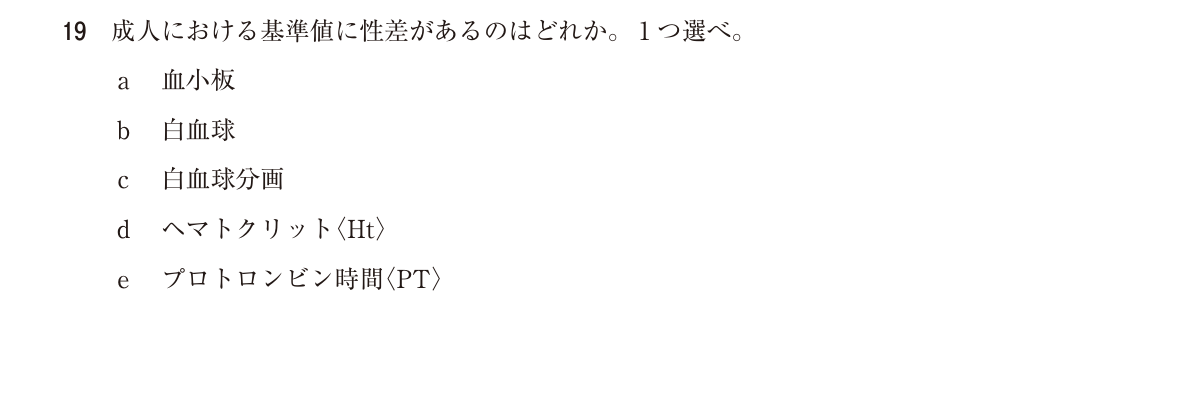 19 成人における基準値に性差があるのはどれか。1つ選べ。
a 血小板
b 白血球
c 白血球分画
d ヘマトクリット〈Ht〉
e プロトロンビン時間〈PT〉